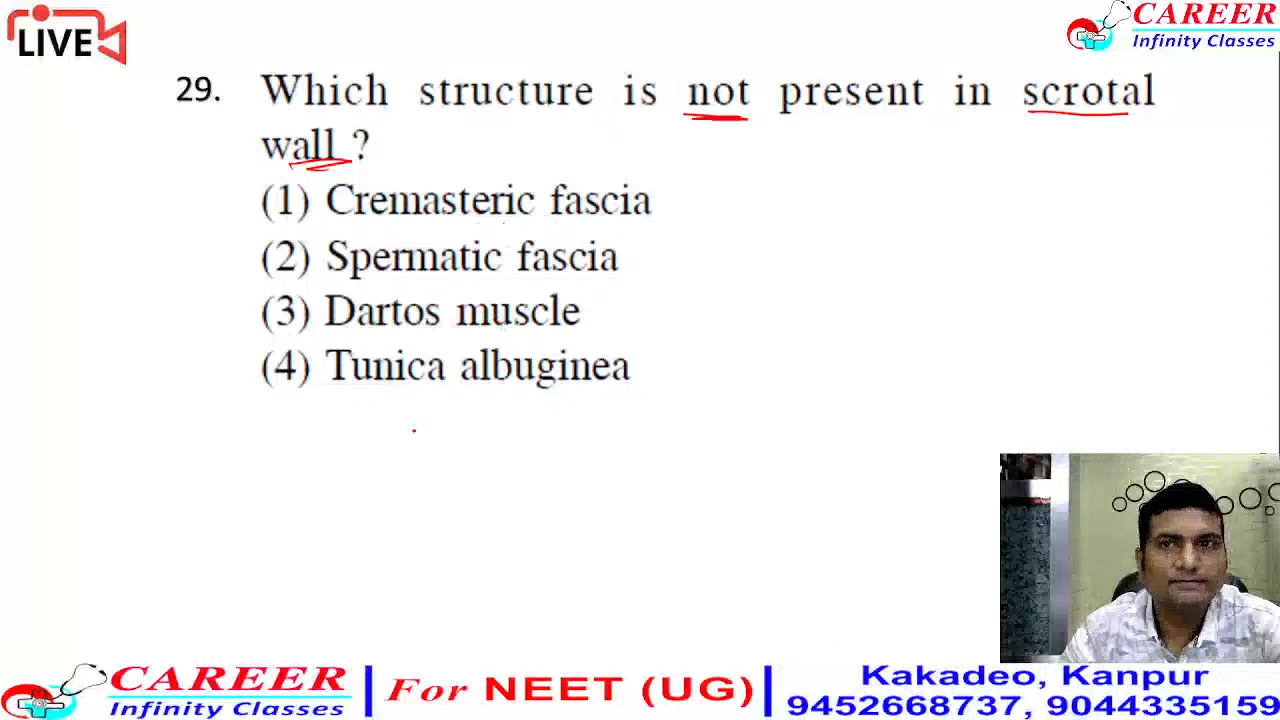 LIVE
CAREER
Infinity Classes
29. Which structure is not present in scrotal
wall ?
(1) Cremasteric fascia
(2) Spermatic fascia
(3) Dartos muscle
(4) Tunica albuginea
CAREER
Infinity Classes
For NEET (UG)
Kakadeo, Kanpur
9452668737, 9044335159